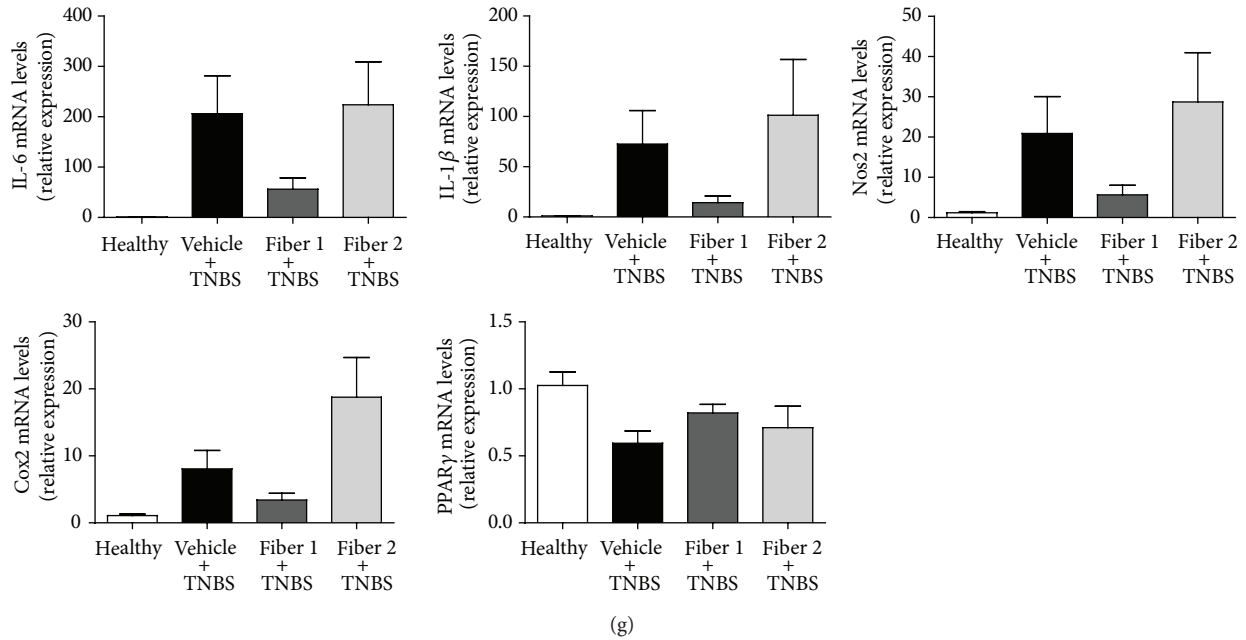 IL-6 mRNA levels
(relative expression)
400
300
200
100
0
Healthy
Vehicle
+
TNBS
Fiber 1
+
TNBS
Fiber 2
+
TNBS
IL-1β mRNA levels
(relative expression)
200
150
100
50
0
Healthy
Vehicle
+
TNBS
Fiber 1
+
TNBS
Fiber 2
+
TNBS
Nos2 mRNA levels
(relative expression)
50
40
30
20
10
0
Healthy
Vehicle
+
TNBS
Fiber 1
+
TNBS
Fiber 2
+
TNBS
Cox2 mRNA levels
(relative expression)
30
20
10
0
Healthy
Vehicle
+
TNBS
Fiber 1
+
TNBS
Fiber 2
+
TNBS
PPARγ mRNA levels
(relative expression)
1.5
1.0
0.5
0.0
Healthy
Vehicle
+
TNBS
Fiber 1
+
TNBS
Fiber 2
+
TNBS
(g)